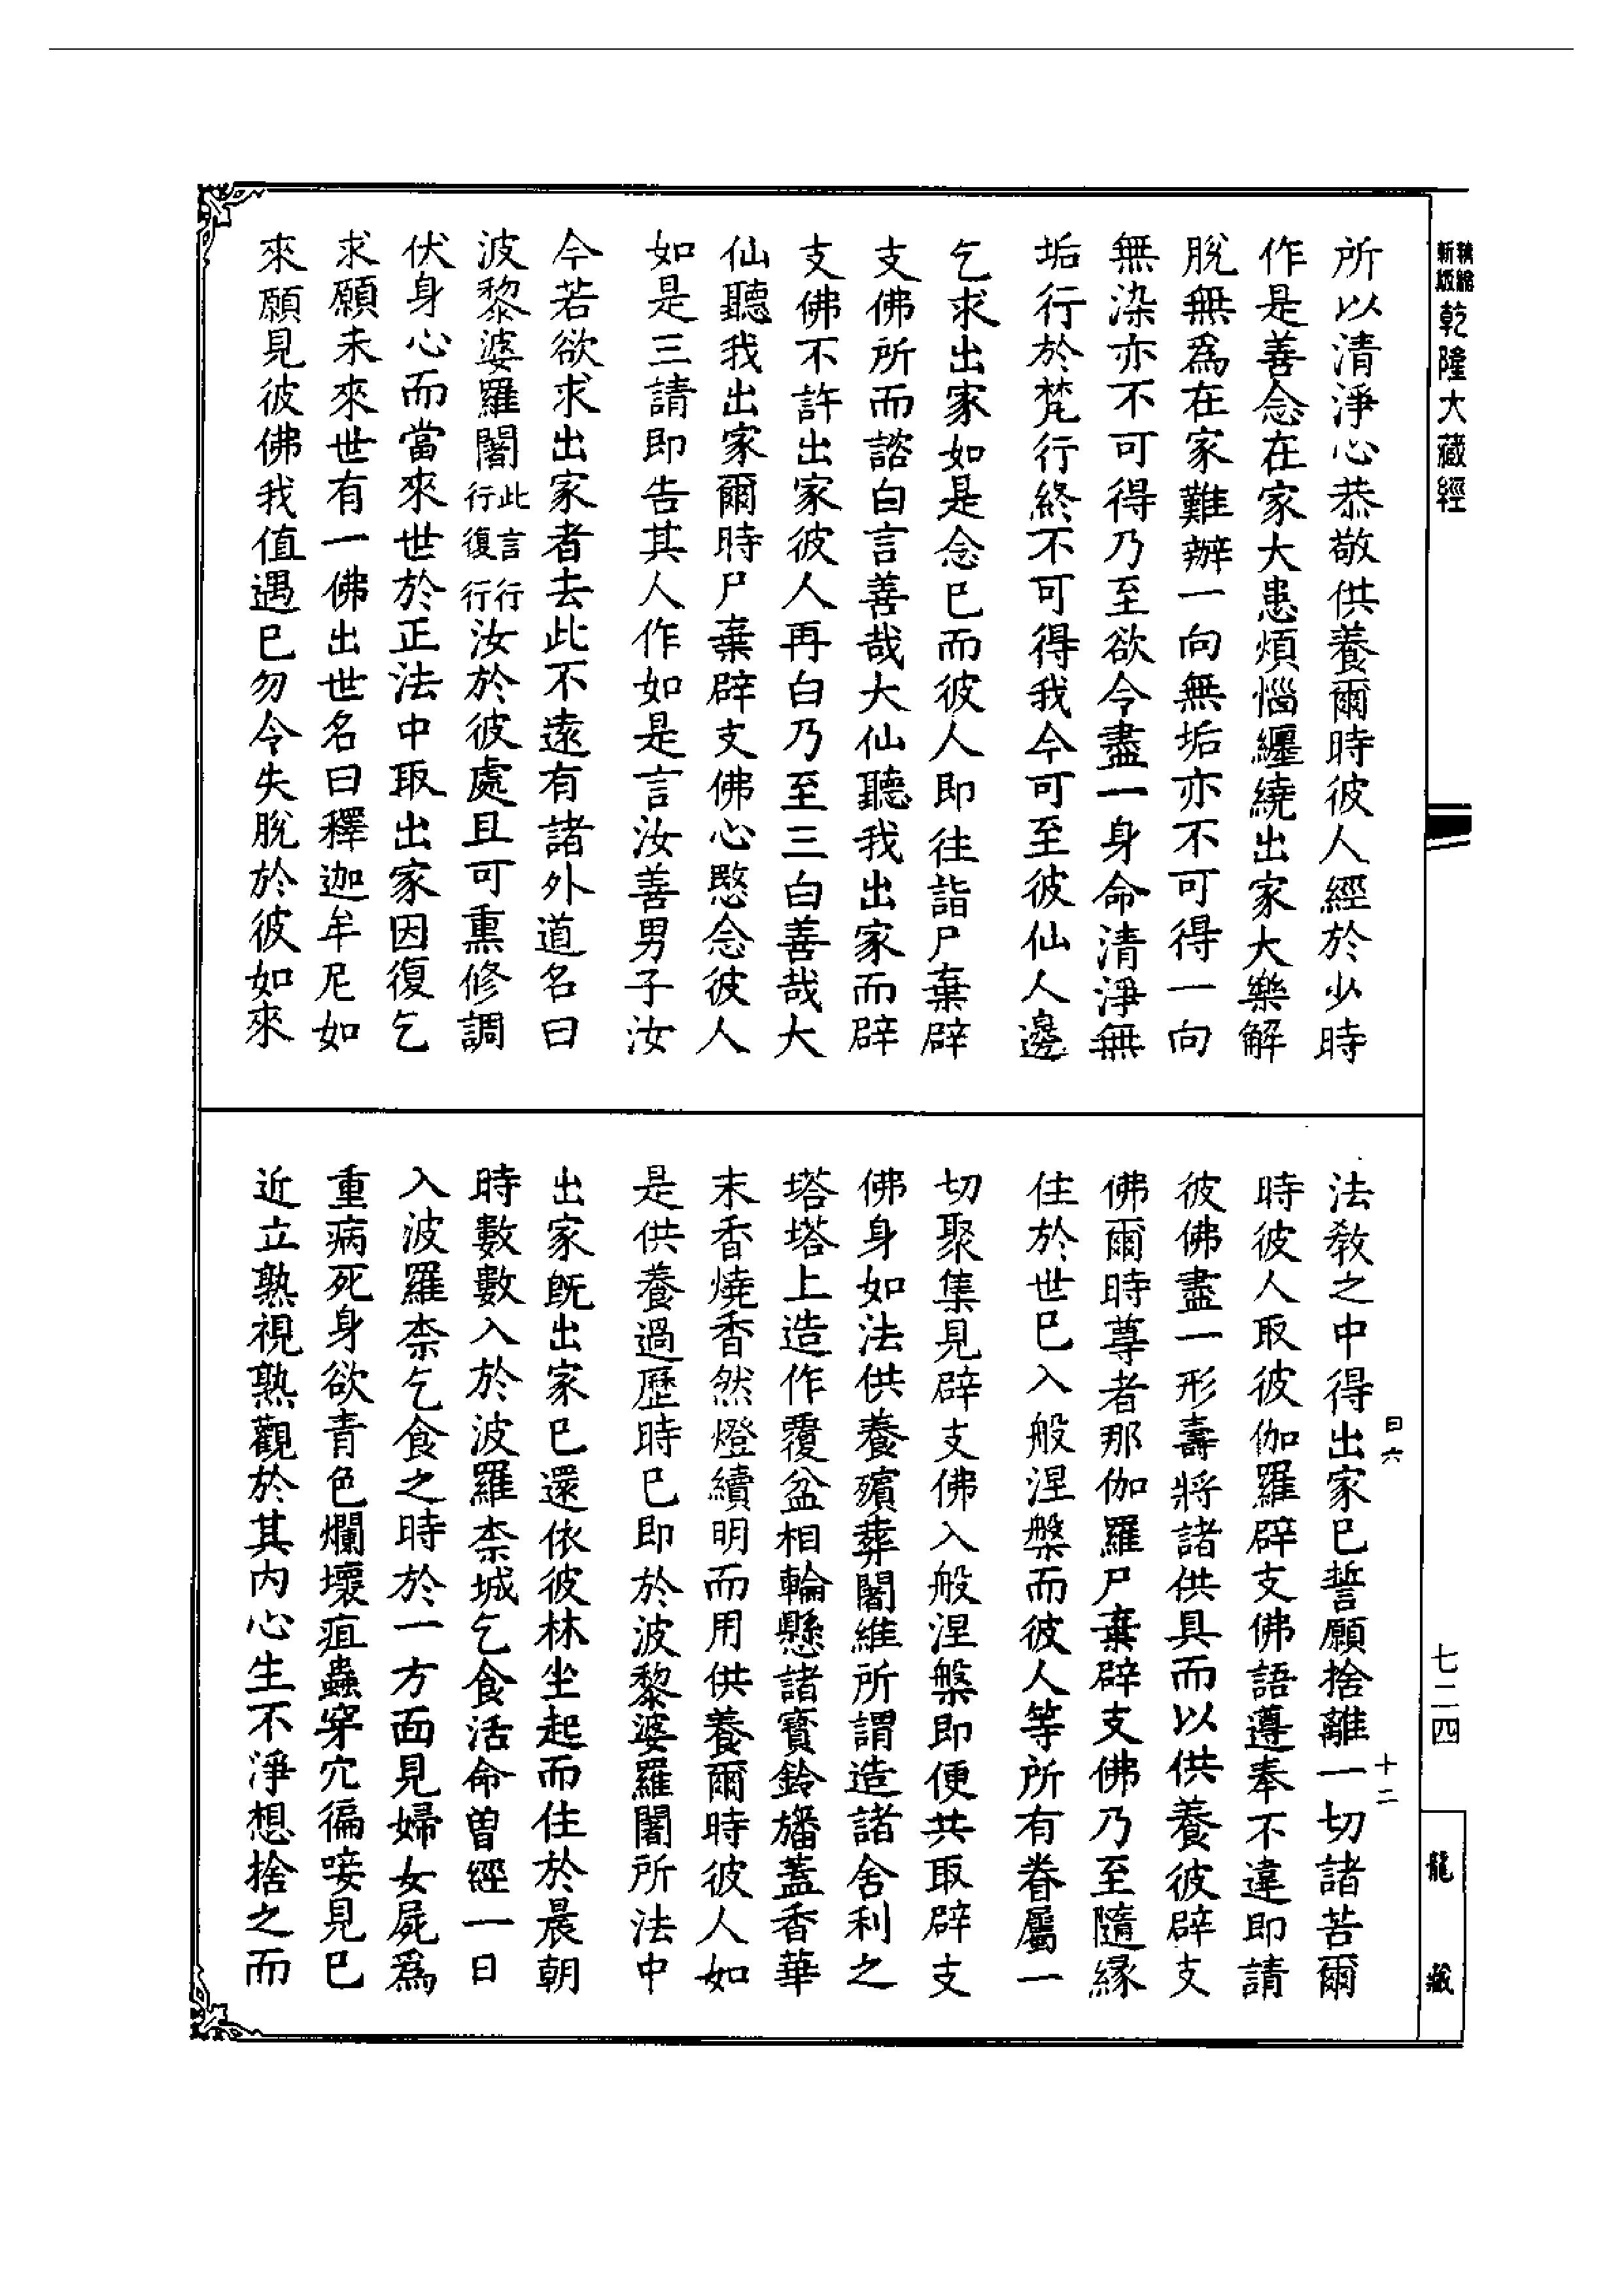 精縮新版乾隆大藏經
所以清淨心恭敬供養爾時彼人經於少時
作是善念在家大患煩惱纏繞出家大樂解
脫無爲在家難辦一向無垢亦不可得一向
無染亦不可得乃至欲令盡一身命清淨無
垢行於梵行終不可得我今可至彼仙人邊
乞求出家如是念已而彼人即往詣尸棄辟
支佛所而諮白言善哉大仙聽我出家而辟
支佛不許出家彼人再白乃至三白善哉大
仙聽我出家爾時尸棄辟支佛心愍念彼人
如是三請即告其人作如是言汝善男子汝
今若欲求出家者去此不遠有諸外道名曰
波黎婆羅闍此言行行復行汝於彼處且可熏修調
伏身心而當來世於正法中取出家因復乞
求願未來世有一佛出世名曰釋迦牟尼如
來願見彼佛我值遇已勿令失脫於彼如來
法敎之中得出家已誓願捨離一切諸苦爾
時彼人取彼伽羅辟支佛語遵奉不違即請
彼佛盡一形壽將諸供具而以供養彼辟支
佛爾時尊者那伽羅尸棄辟支佛乃至隨緣
住於世已入般涅槃而彼人等所有眷屬一
切聚集見辟支佛入般涅槃即便共取辟支
佛身如法供養殯葬闍維所謂造諸舍利之
塔塔上造作覆盆相輪懸諸寶鈴旛蓋香華
末香燒香然燈續明而用供養爾時彼人如
是供養過歷時已即於波黎婆羅闍所法中
出家旣出家已還依彼林坐起而住於晨朝
時數數入於波羅柰城乞食活命曾經一日
入波羅柰乞食之時於一方面見婦女屍爲
重病死身欲青色爛壞疽蟲穿穴徧唼見已
近立熟視熟觀於其內心生不淨想捨之而
曰六
十二
七二四
龍藏